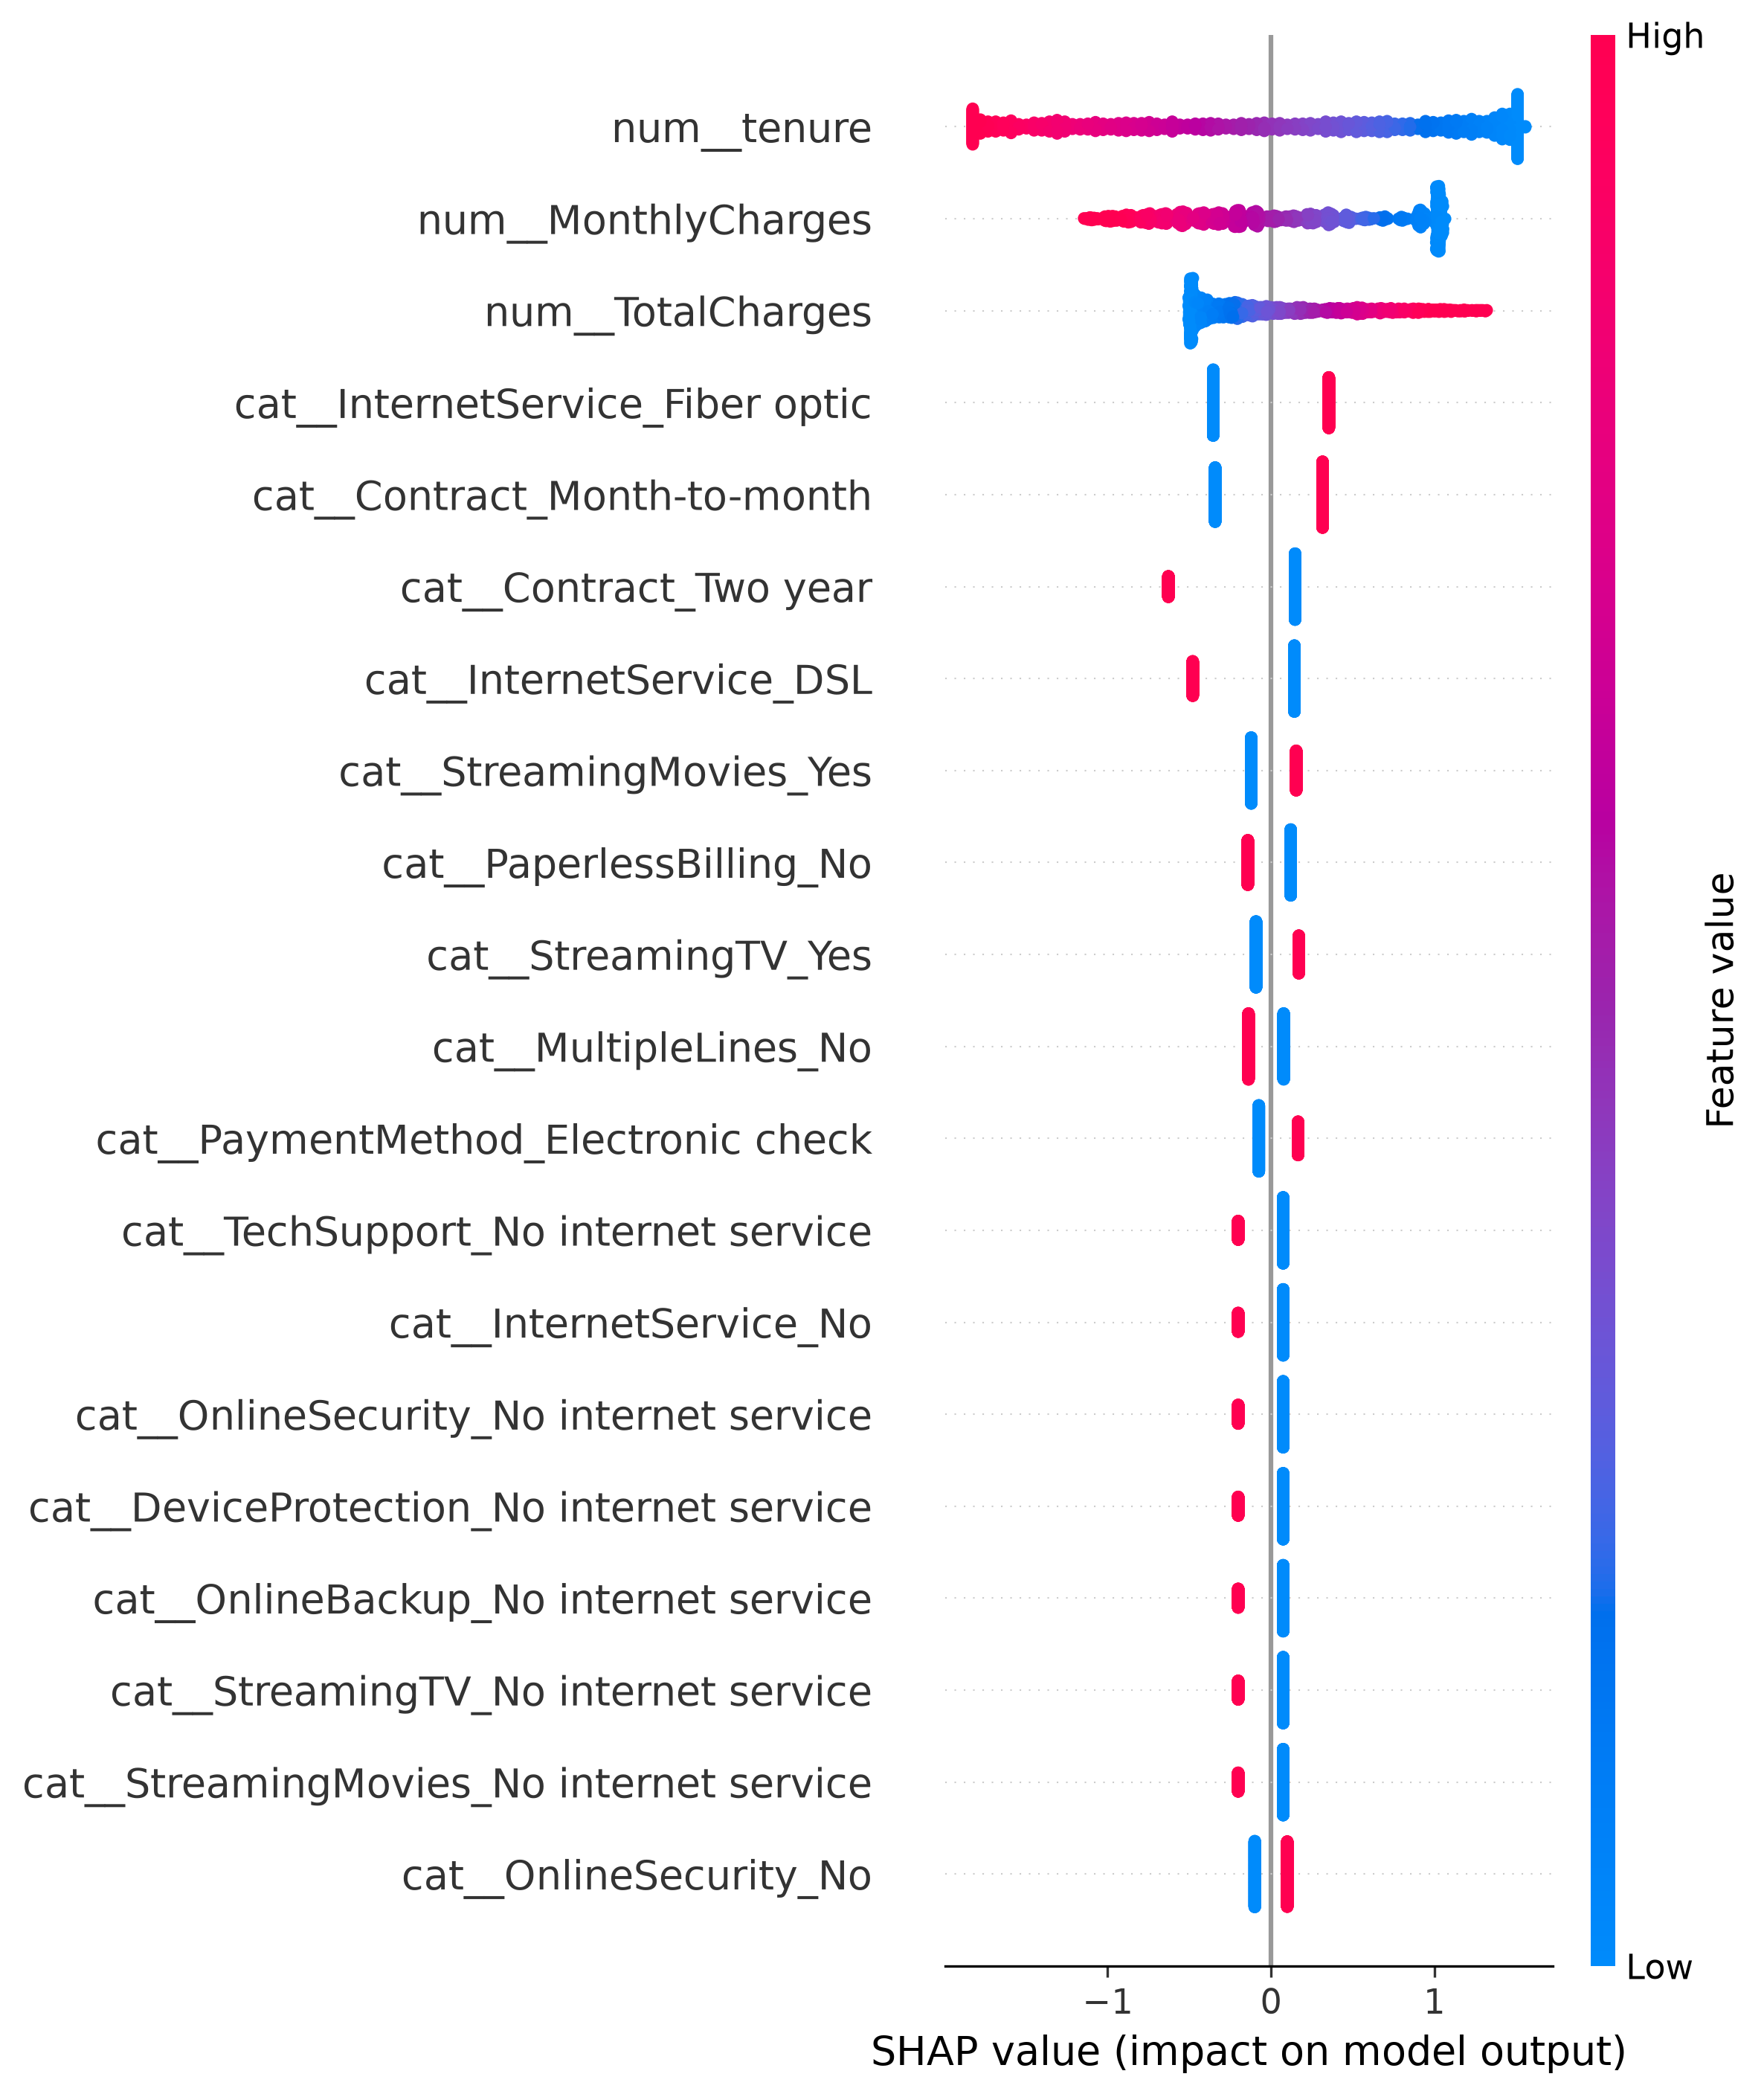 High
num__tenure
num__MonthlyCharges
num__TotalCharges
cat__InternetService_Fiber optic
cat__Contract_Month-to-month
cat__Contract_Two year
cat__InternetService_DSL
cat__StreamingMovies_Yes
cat__PaperlessBilling_No
cat__StreamingTV_Yes
cat__MultipleLines_No
cat__PaymentMethod_Electronic check
cat__TechSupport_No internet service
cat__InternetService_No
cat__OnlineSecurity_No internet service
cat__DeviceProtection_No internet service
cat__OnlineBackup_No internet service
cat__StreamingTV_No internet service
cat__StreamingMovies_No internet service
cat__OnlineSecurity_No
Feature value
Low
−1 0 1
SHAP value (impact on model output)